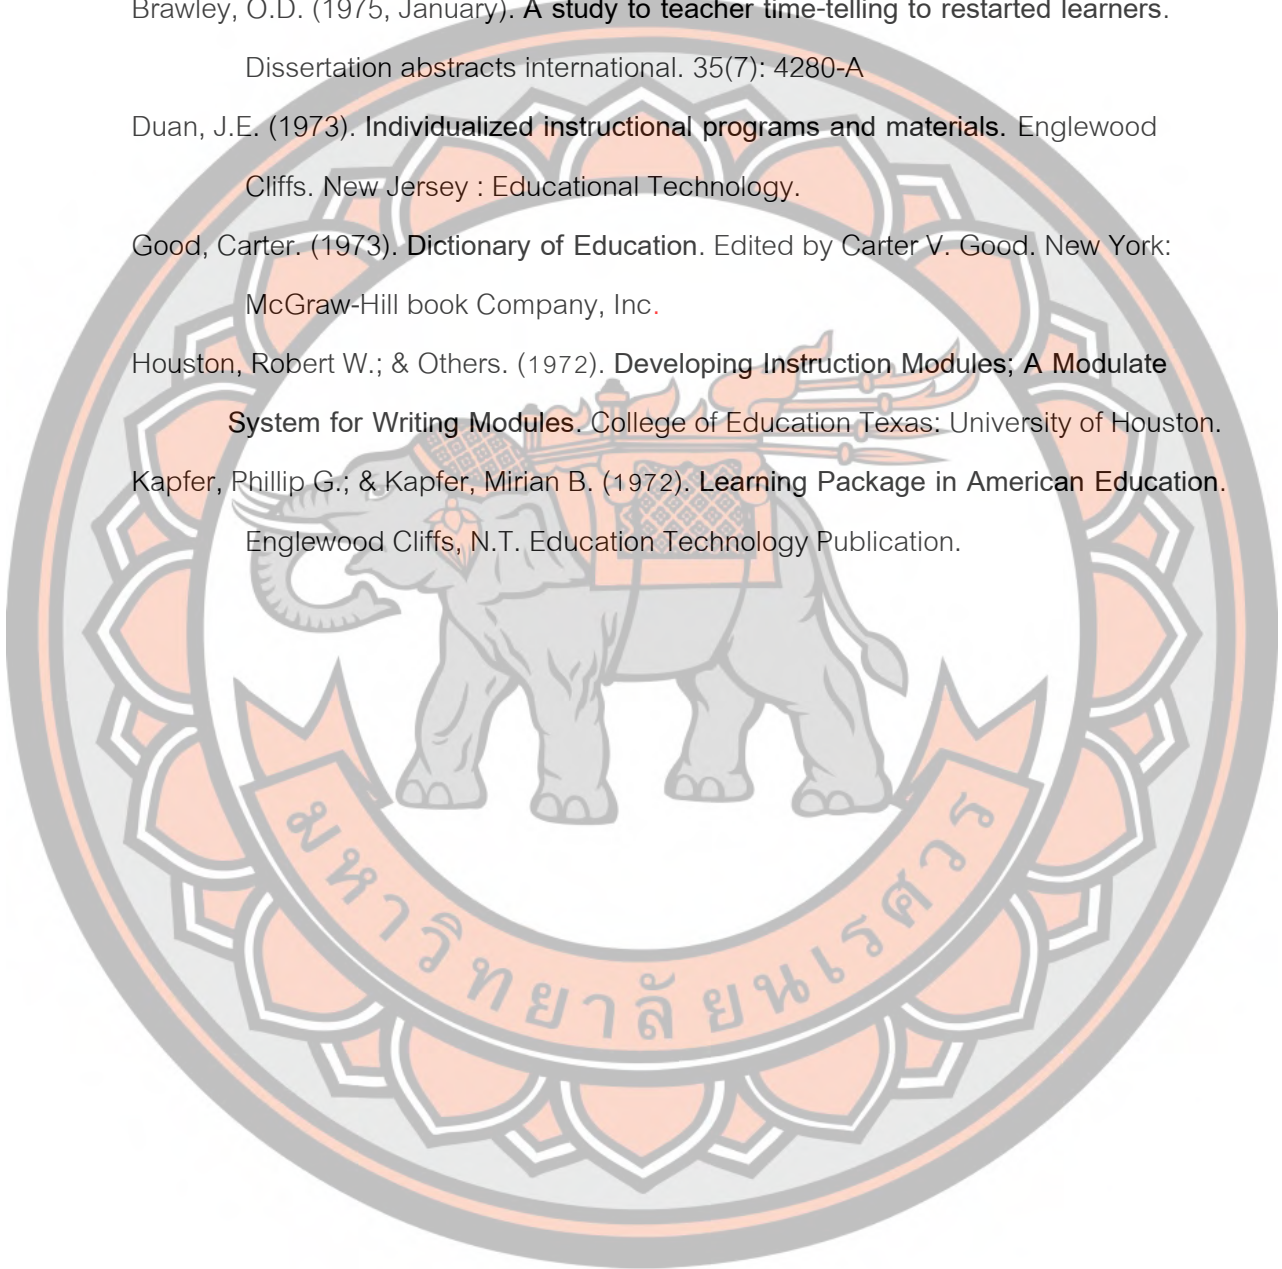 Brawley, O.D. (1975, January). A study to teacher time-telling to restarted learners.
Dissertation abstracts international. 35(7): 4280-A
Duan, J.E. (1973). Individualized instructional programs and materials. Englewood
Cliffs. New Jersey : Educational Technology.
Good, Carter. (1973). Dictionary of Education. Edited by Carter V. Good. New York:
McGraw-Hill book Company, Inc.
Houston, Robert W.; & Others. (1972). Developing Instruction Modules; A Modulate
System for Writing Modules. College of Education Texas: University of Houston.
Kapfer, Phillip G.; & Kapfer, Mirian B. (1972). Learning Package in American Education.
Englewood Cliffs, N.T. Education Technology Publication.
มหาวิทยาลัยนเรศวร